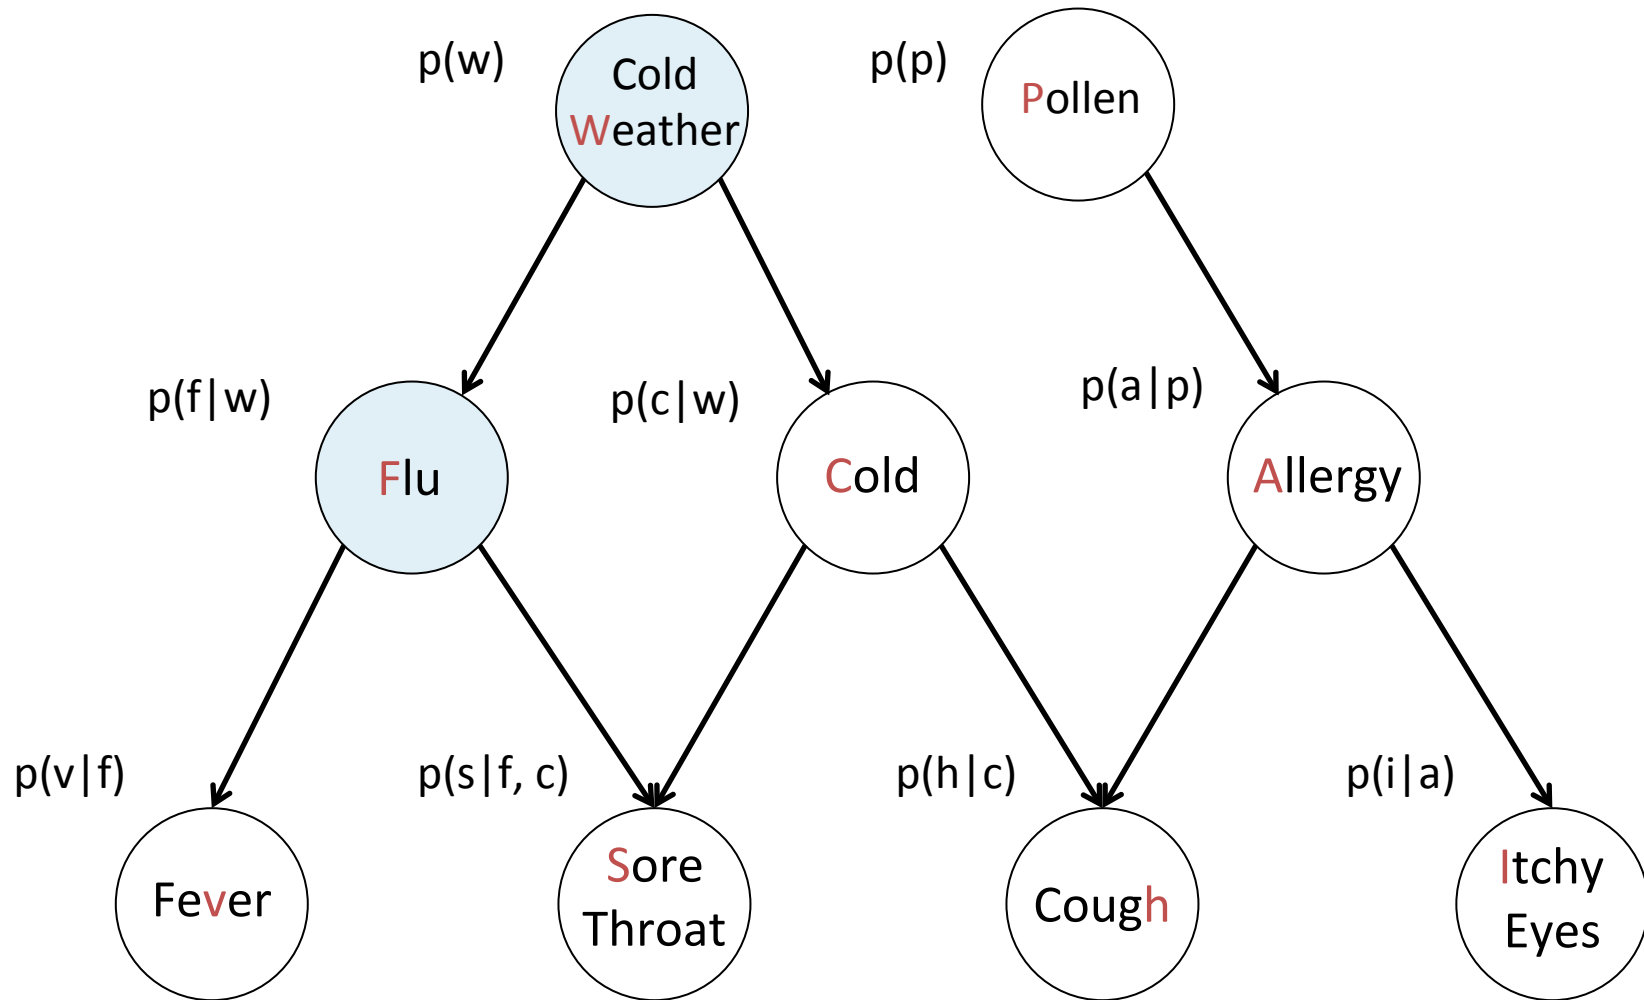 p(w)
Cold
Weather
p(p)
Pollen
p(f|w)
Flu
p(c|w)
Cold
p(a|p)
Allergy
p(v|f)
Fever
p(s|f, c)
Sore
Throat
p(h|c)
Cough
p(i|a)
Itchy
Eyes